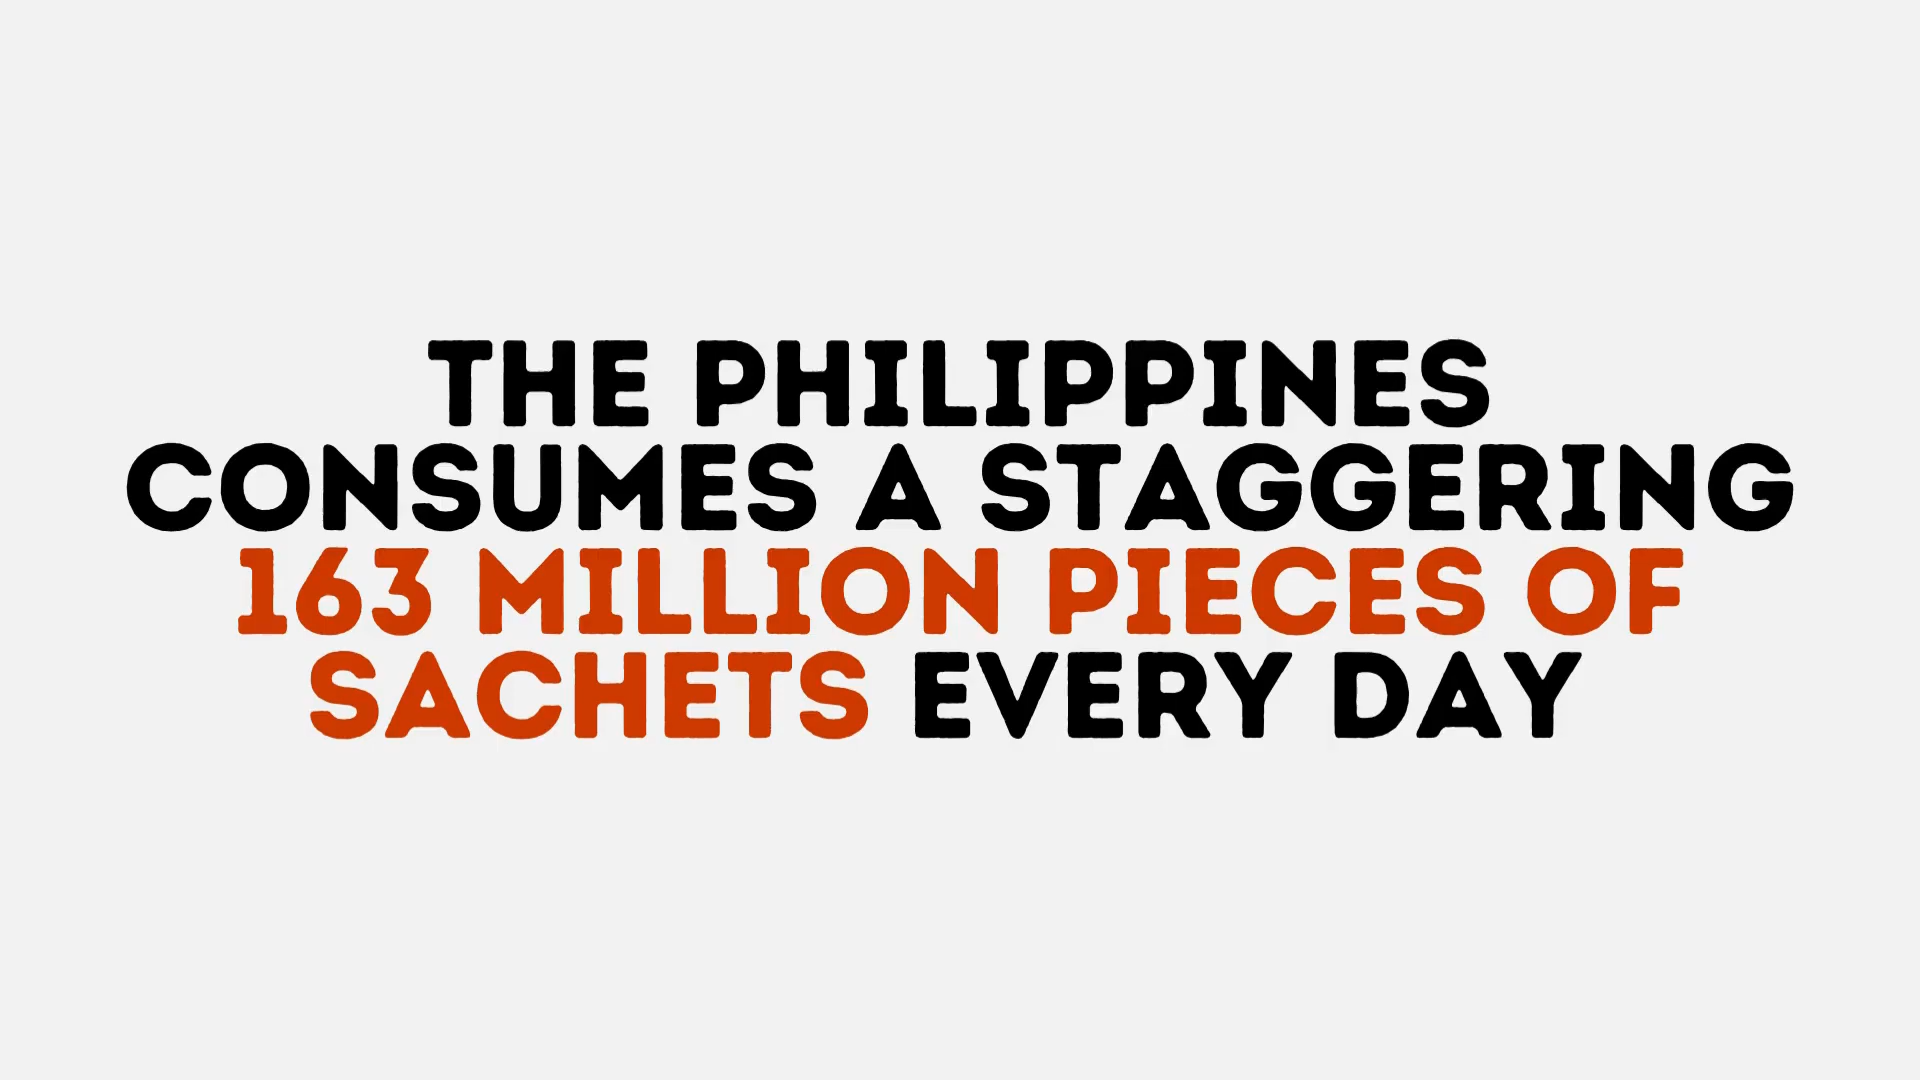 THE PHILIPPINES
CONSUMES A STAGGERING
163 MILLION PIECES OF
SACHETS EVERY DAY